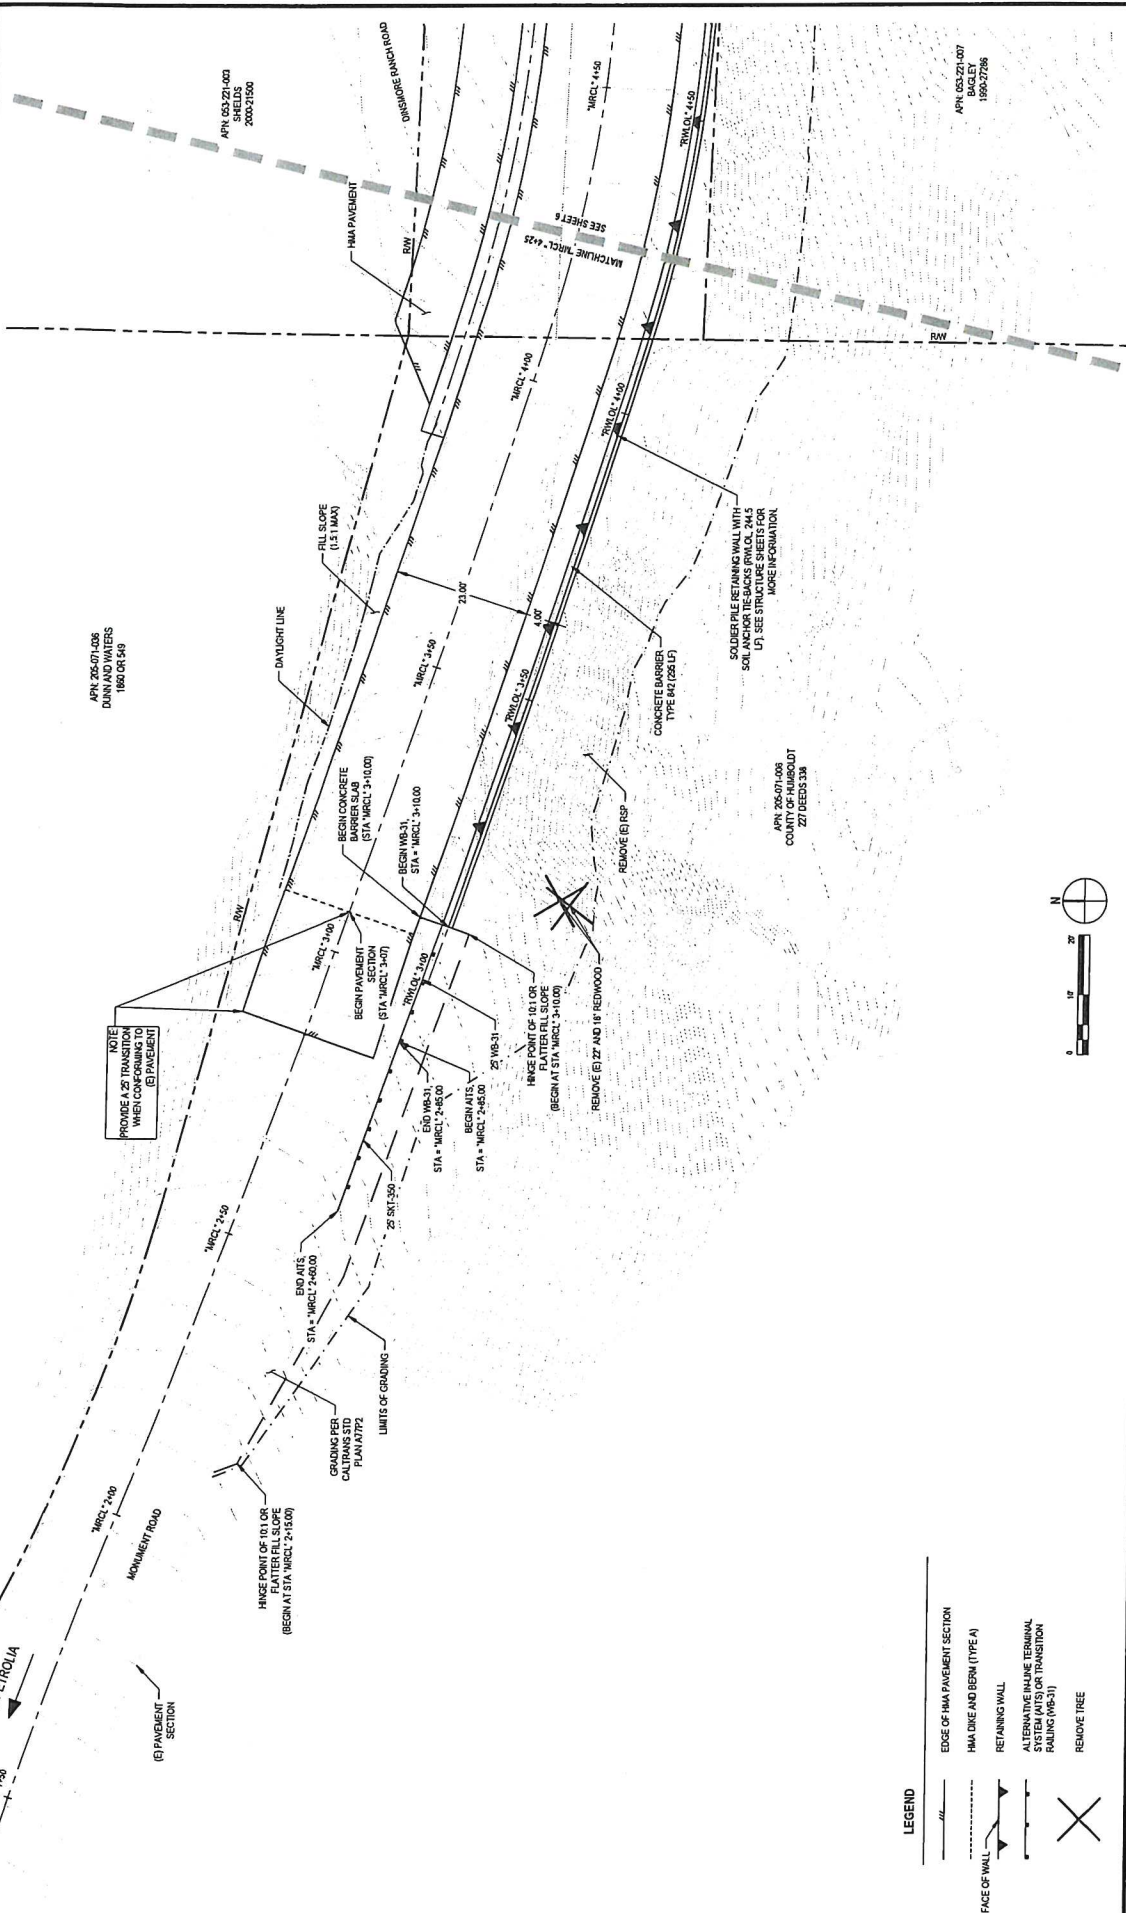 APN: 053-221-003
SHIELDS
2000-21500
DINSMORE RANCH ROAD
HMA PAVEMENT
R/W
"MRCL" 4+50
"RWLOL" 4+50
APN: 053-221-007
BAGLEY
1990-27286
SEE SHEET 6
MATCHLINE "MRCL" 4+25
R/W
"MRCL" 4+00
"RWLOL" 4+00
APN: 205-071-036
DUNN AND WATERS
1860 OR 549
DAYLIGHT LINE
FILL SLOPE
(1.5:1 MAX)
23.00'
4.00'
"MRCL" 3+50
"RWLOL" 3+50
SOLDIER PILE RETAINING WALL WITH
SOIL ANCHOR TIE-BACKS (RWLOL, 244.5
LF). SEE STRUCTURE SHEETS FOR
MORE INFORMATION.
CONCRETE BARRIER
TYPE 842 (295 LF)
APN: 205-071-006
COUNTY OF HUMBOLDT
227 DEEDS 338
REMOVE (E) RSP
BEGIN CONCRETE
BARRIER SLAB
(STA "MRCL" 3+10.00)
BEGIN WB-31,
STA = "MRCL" 3+10.00
R/W
NOTE:
PROVIDE A 25' TRANSITION
WHEN CONFORMING TO
(E) PAVEMENT
"MRCL" 3+00
BEGIN PAVEMENT
SECTION
(STA "MRCL" 3+07)
"RWLOL" 3+00
REMOVE (E) 22" AND 16" REDWOOD
HINGE POINT OF 10:1 OR
FLATTER FILL SLOPE
(BEGIN AT STA "MRCL" 3+10.00)
25' WB-31
END WB-31,
STA = "MRCL" 2+85.00
BEGIN AITS,
STA = "MRCL" 2+85.00
25' SKT-350
"MRCL" 2+50
END AITS,
STA = "MRCL" 2+60.00
LIMITS OF GRADING
GRADING PER
CALTRANS STD
PLAN A77P2
HINGE POINT OF 10:1 OR
FLATTER FILL SLOPE
(BEGIN AT STA "MRCL" 2+15.00)
"MRCL" 2+00
MONUMENT ROAD
(E) PAVEMENT
SECTION
N
0 10' 20'
LEGEND
EDGE OF HMA PAVEMENT SECTION
HMA DIKE AND BERM (TYPE A)
FACE OF WALL
RETAINING WALL
ALTERNATIVE IN-LINE TERMINAL
SYSTEM (AITS) OR TRANSITION
RAILING (WB-31)
REMOVE TREE